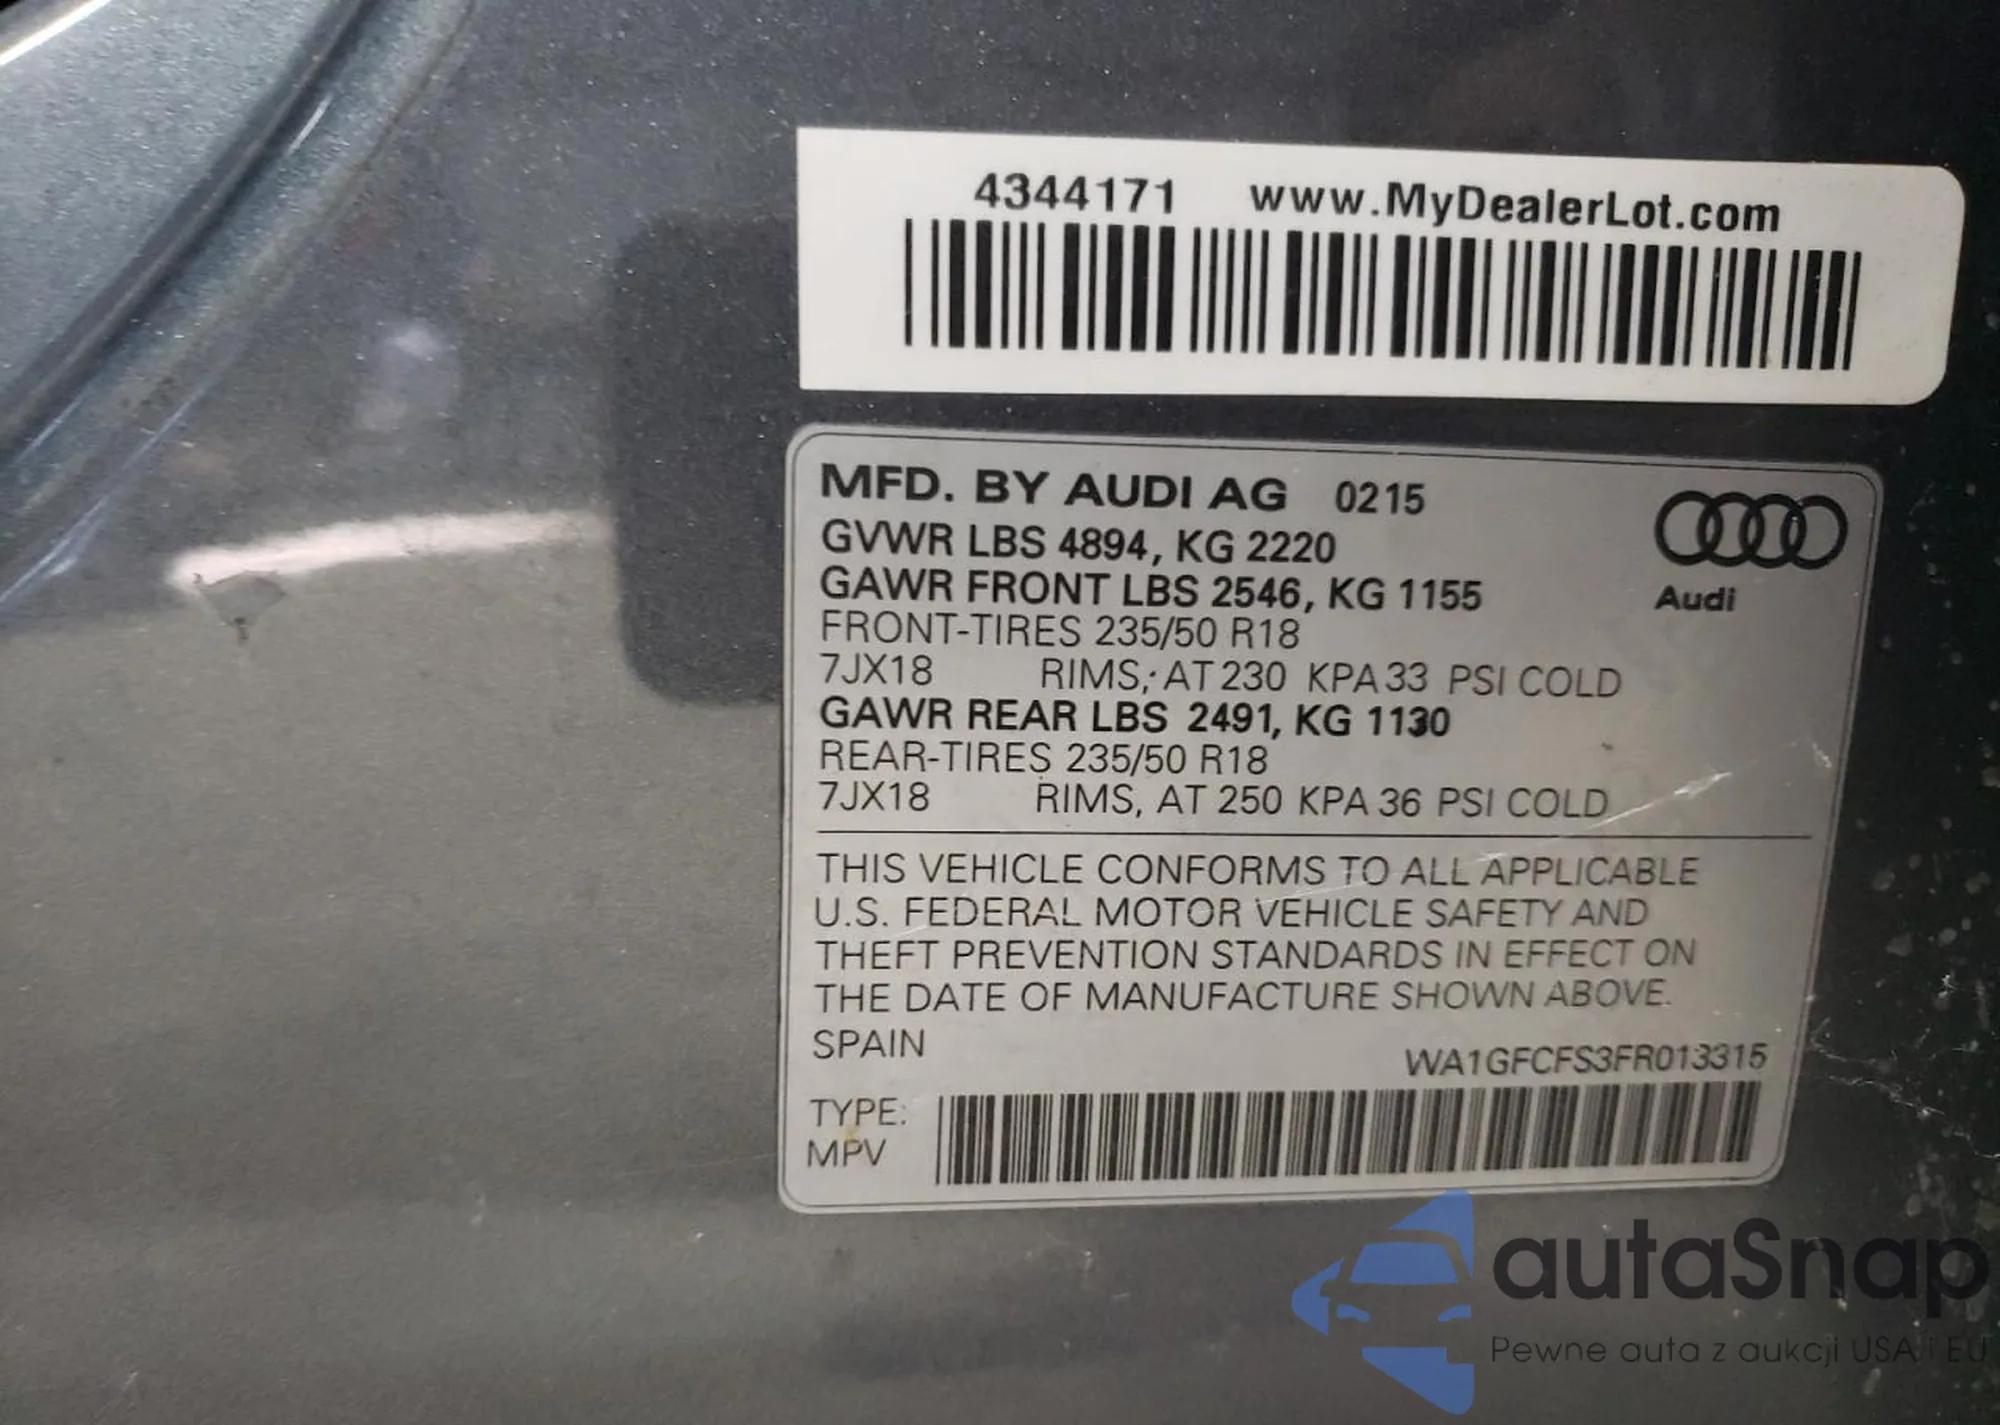 4344171 www.MyDealerLot.com
MFD. BY AUDI AG 0215
GVWR LBS 4894, KG 2220
GAWR FRONT LBS 2546, KG 1155
Audi
FRONT-TIRES 235/50 R18
7JX18 RIMS, AT 230 KPA 33 PSI COLD
GAWR REAR LBS 2491, KG 1130
REAR-TIRES 235/50 R18
7JX18 RIMS, AT 250 KPA 36 PSI COLD
THIS VEHICLE CONFORMS TO ALL APPLICABLE
U.S. FEDERAL MOTOR VEHICLE SAFETY AND
THEFT PREVENTION STANDARDS IN EFFECT ON
THE DATE OF MANUFACTURE SHOWN ABOVE.
SPAIN WA1GFCFS3FR013315
TYPE:
MPV
autaSnap
Pewne auta z aukcji USA i EU